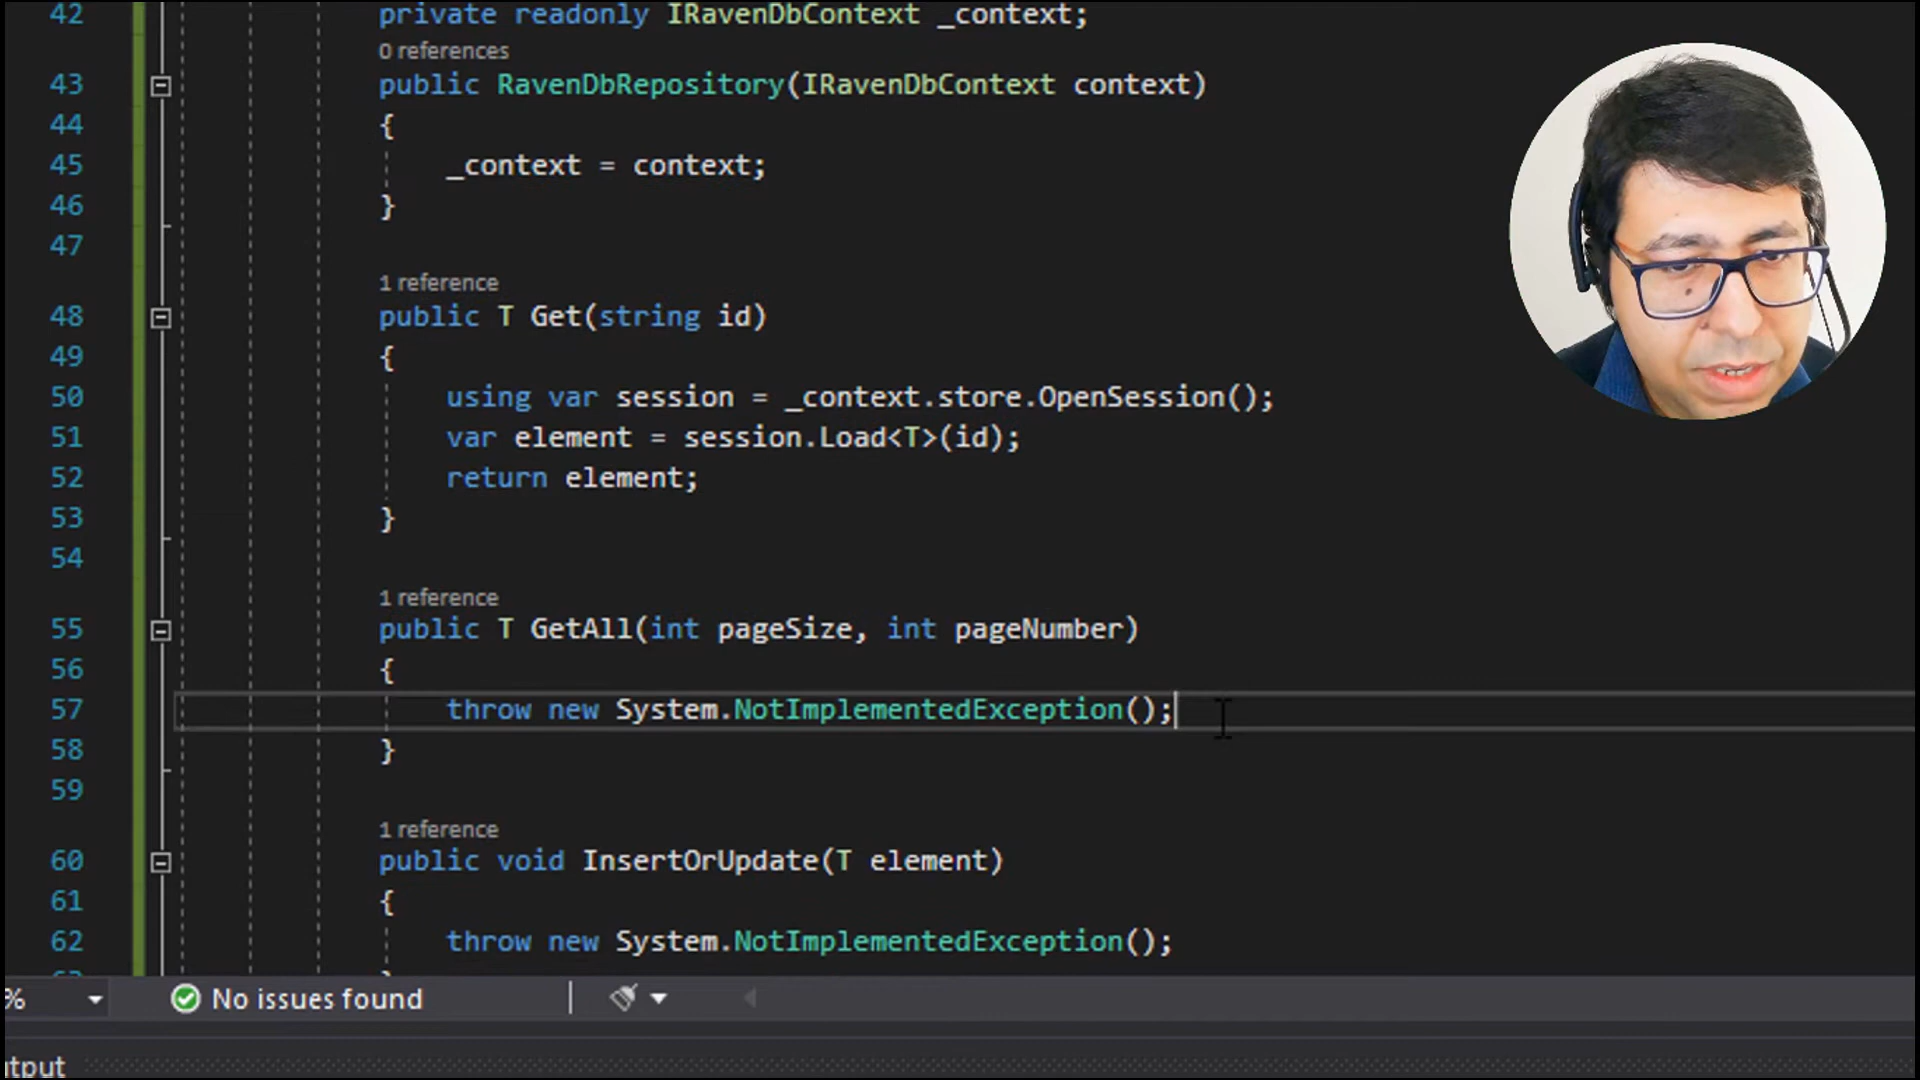 42 private readonly IRavenDbContext _context;
0 references
43 public RavenDbRepository(IRavenDbContext context)
44 {
45 _context = context;
46 }
47
1 reference
48 public T Get(string id)
49 {
50 using var session = _context.store.OpenSession();
51 var element = session.Load<T>(id);
52 return element;
53 }
54
1 reference
55 public T GetAll(int pageSize, int pageNumber)
56 {
57 throw new System.NotImplementedException();
58 }
59
1 reference
60 public void InsertOrUpdate(T element)
61 {
62 throw new System.NotImplementedException();
% No issues found
utput